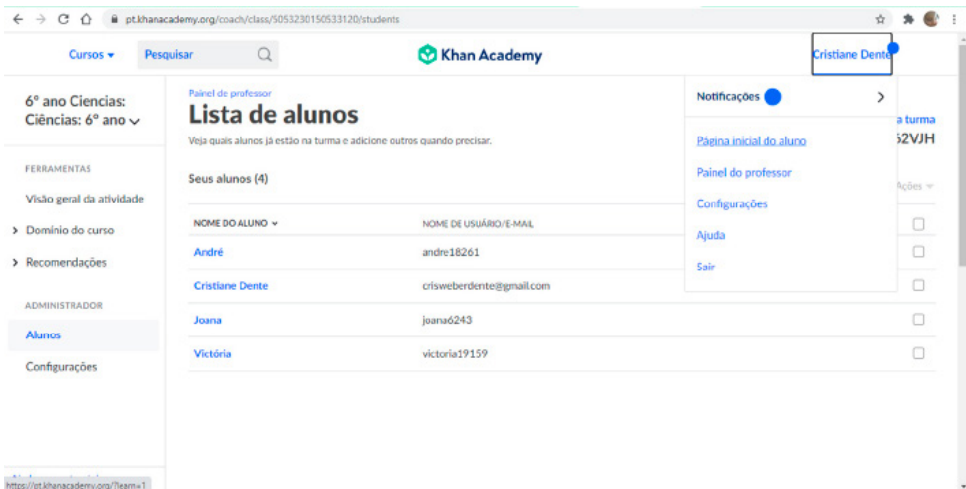 pt.khanacademy.org/coach/class/5053230150533120/students
Cursos
Pesquisar
Khan Academy
Cristiane Dente
6º ano Ciencias:
Ciências: 6º ano
FERRAMENTAS
Visão geral da atividade
Domínio do curso
Recomendações
ADMINISTRADOR
Alunos
Configurações
Painel de professor
Lista de alunos
Veja quais alunos já estão na turma e adicione outros quando precisar.
Seus alunos (4)
NOME DO ALUNO NOME DE USUÁRIO/E-MAIL
André andre18261
Cristiane Dente crisweberdente@gmail.com
Joana joana6243
Victória victoria19159
Notificações
Página inicial do aluno
Painel do professor
Configurações
Ajuda
Sair
a turma
52VJH
Ações
https://pt.khanacademy.org/?learn=1